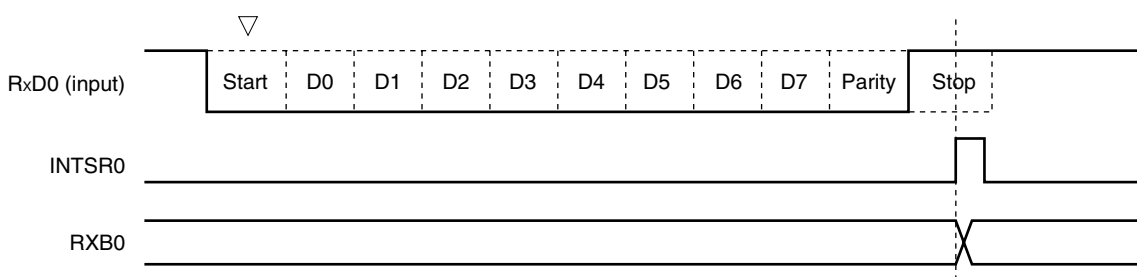 RxD0 (input) Start D0 D1 D2 D3 D4 D5 D6 D7 Parity Stop
INTSR0
RXB0